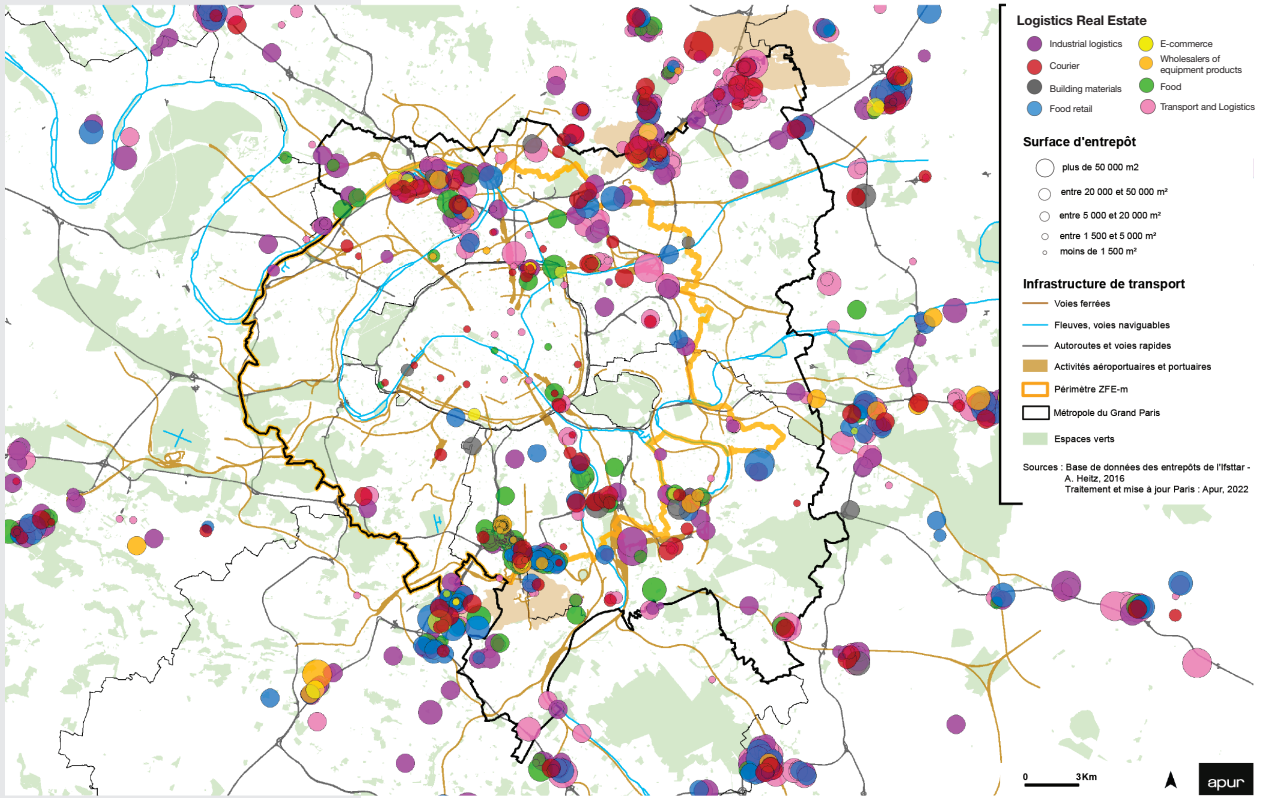 Logistics Real Estate
Industrial logistics
Courier
Building materials
Food retail
E-commerce
Wholesalers of
equipment products
Food
Transport and Logistics
Surface d'entrepôt
plus de 50 000 m2
entre 20 000 et 50 000 m²
entre 5 000 et 20 000 m²
entre 1 500 et 5 000 m²
moins de 1 500 m²
Infrastructure de transport
Voies ferrées
Fleuves, voies naviguables
Autoroutes et voies rapides
Activités aéroportuaires et portuaires
Périmètre ZFE-m
Métropole du Grand Paris
Espaces verts
Sources : Base de données des entrepôts de l'Ifsttar -
A. Heitz, 2016
Traitement et mise à jour Paris : Apur, 2022
0 3Km
apur